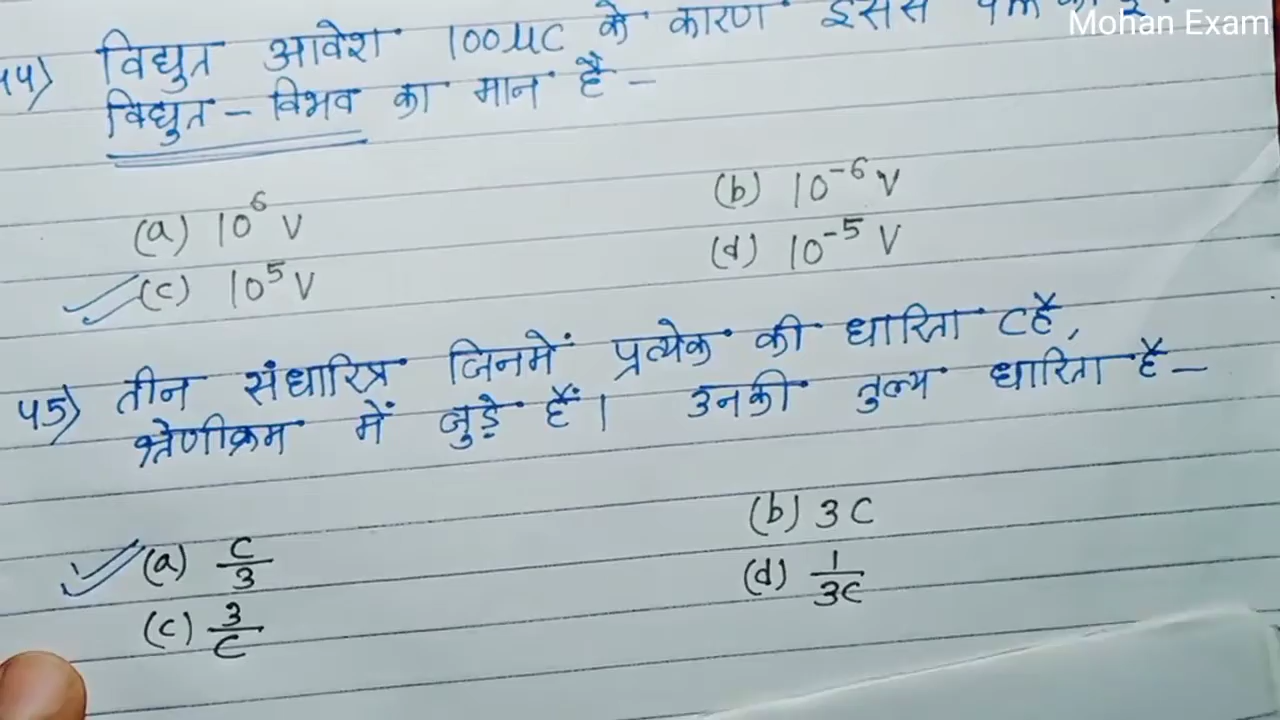 Mohan Exam
44) विद्युत आवेश 100μC के कारण इससे
विद्युत - विभव का मान है -
(a) 10⁶ V
(b) 10⁻⁶ V
(c) 10⁵ V
(d) 10⁻⁵ V
45) तीन संधारित्र जिनमें प्रत्येक की धारिता C है,
श्रेणीक्रम में जुड़े हैं। उनकी तुल्य धारिता है -
(a) C/3
(b) 3C
(c) 3/C
(d) 1/3C